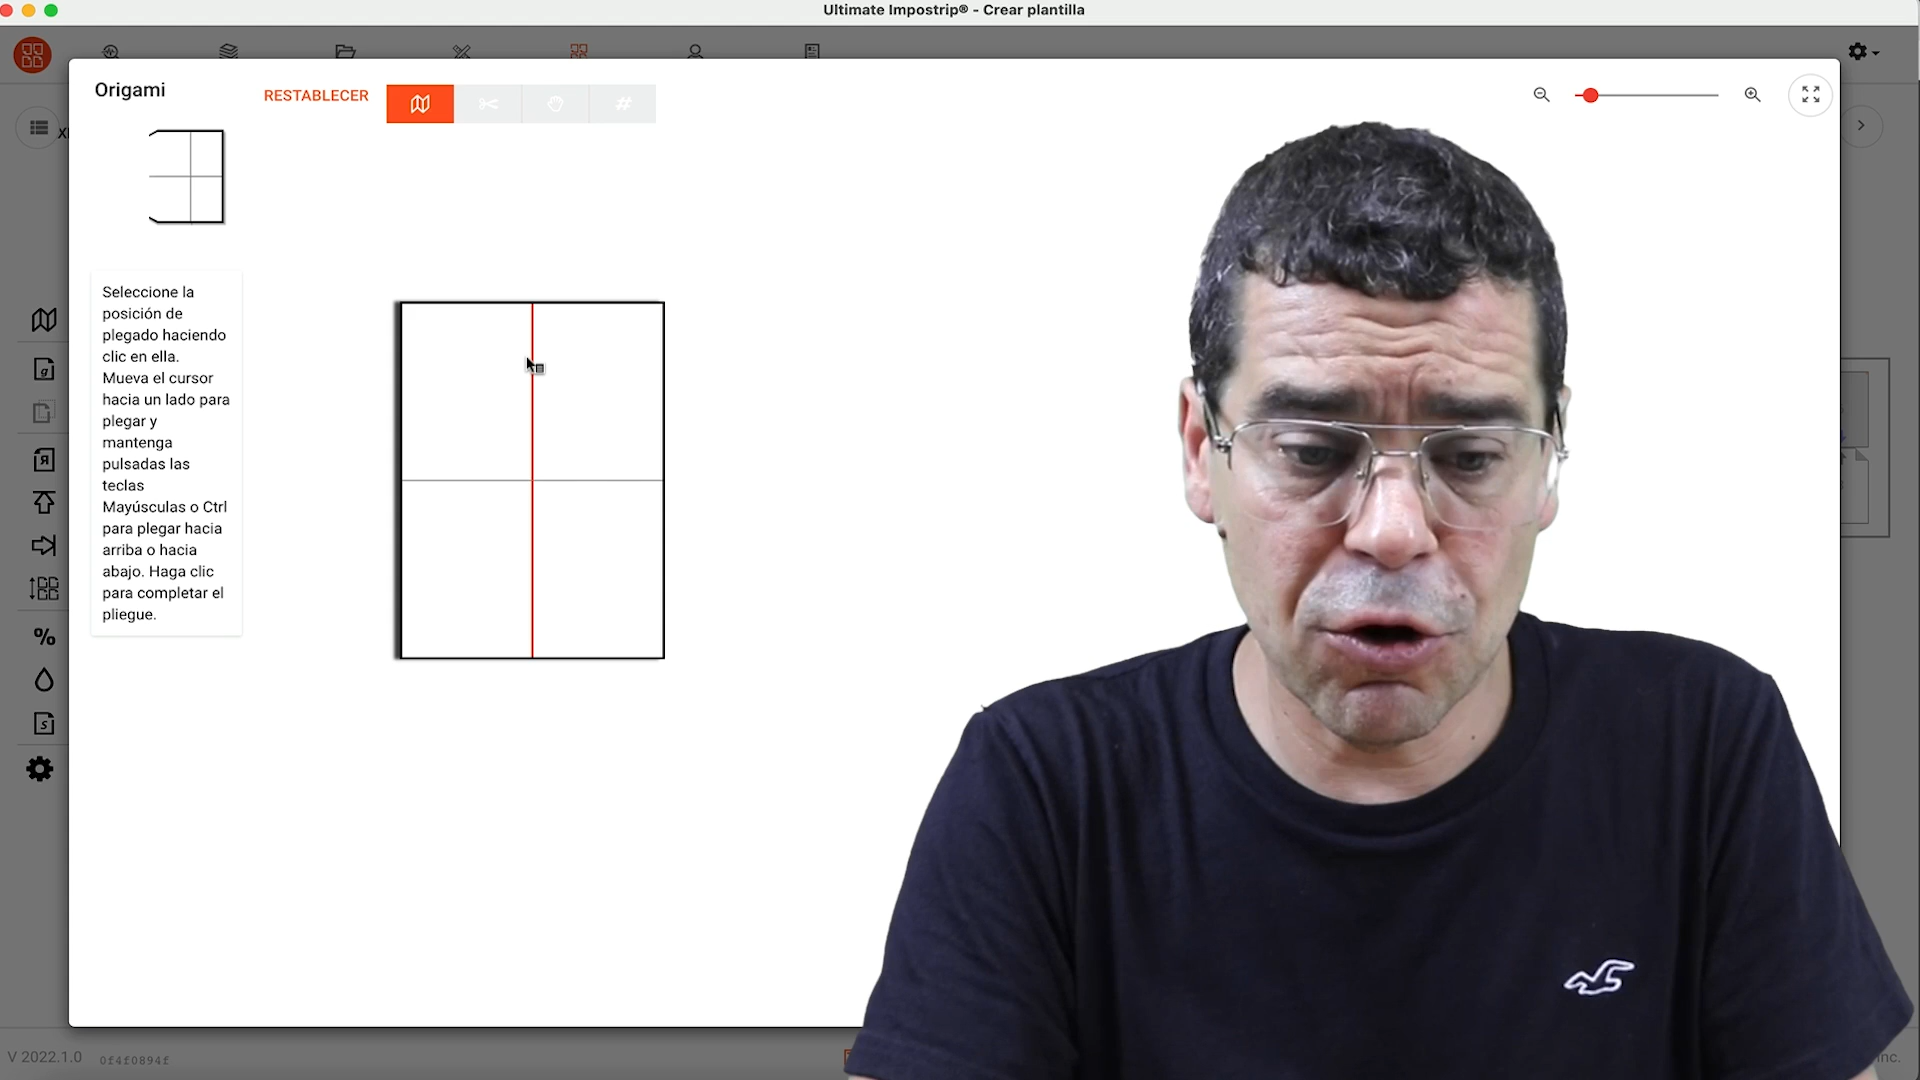 Ultimate Impostrip® - Crear plantilla
Origami
RESTABLECER
#
Seleccione la
posición de
plegado haciendo
clic en ella.
Mueva el cursor
hacia un lado para
plegar y
mantenga
pulsadas las
teclas
Mayúsculas o Ctrl
para plegar hacia
arriba o hacia
abajo. Haga clic
para completar el
pliegue.
g
Я
%
s
V 2022.1.0
0f4f0894f
Inc.